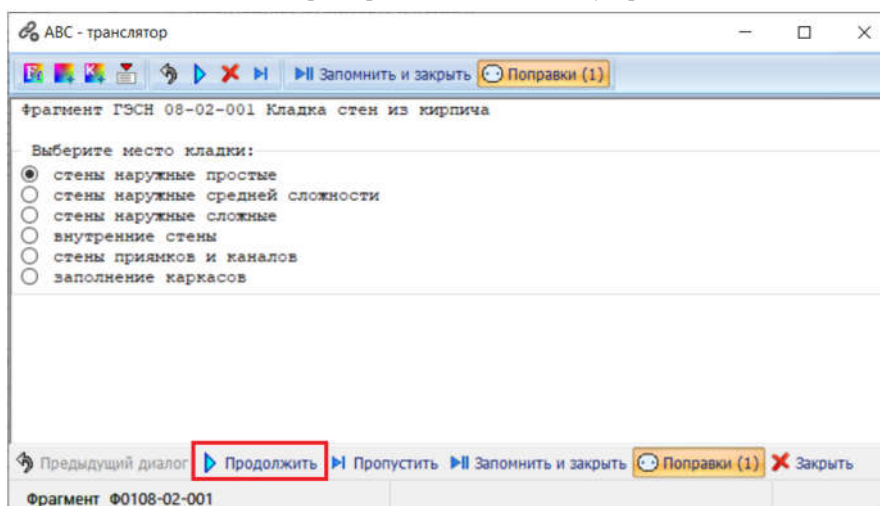 АВС - транслятор
Запомнить и закрыть Поправки (1)
Фрагмент ГЭСН 08-02-001 Кладка стен из кирпича
Выберите место кладки:
стены наружные простые
стены наружные средней сложности
стены наружные сложные
внутренние стены
стены приямков и каналов
заполнение каркасов
Предыдущий диалог Продолжить Пропустить Запомнить и закрыть Поправки (1) Закрыть
Фрагмент Ф0108-02-001